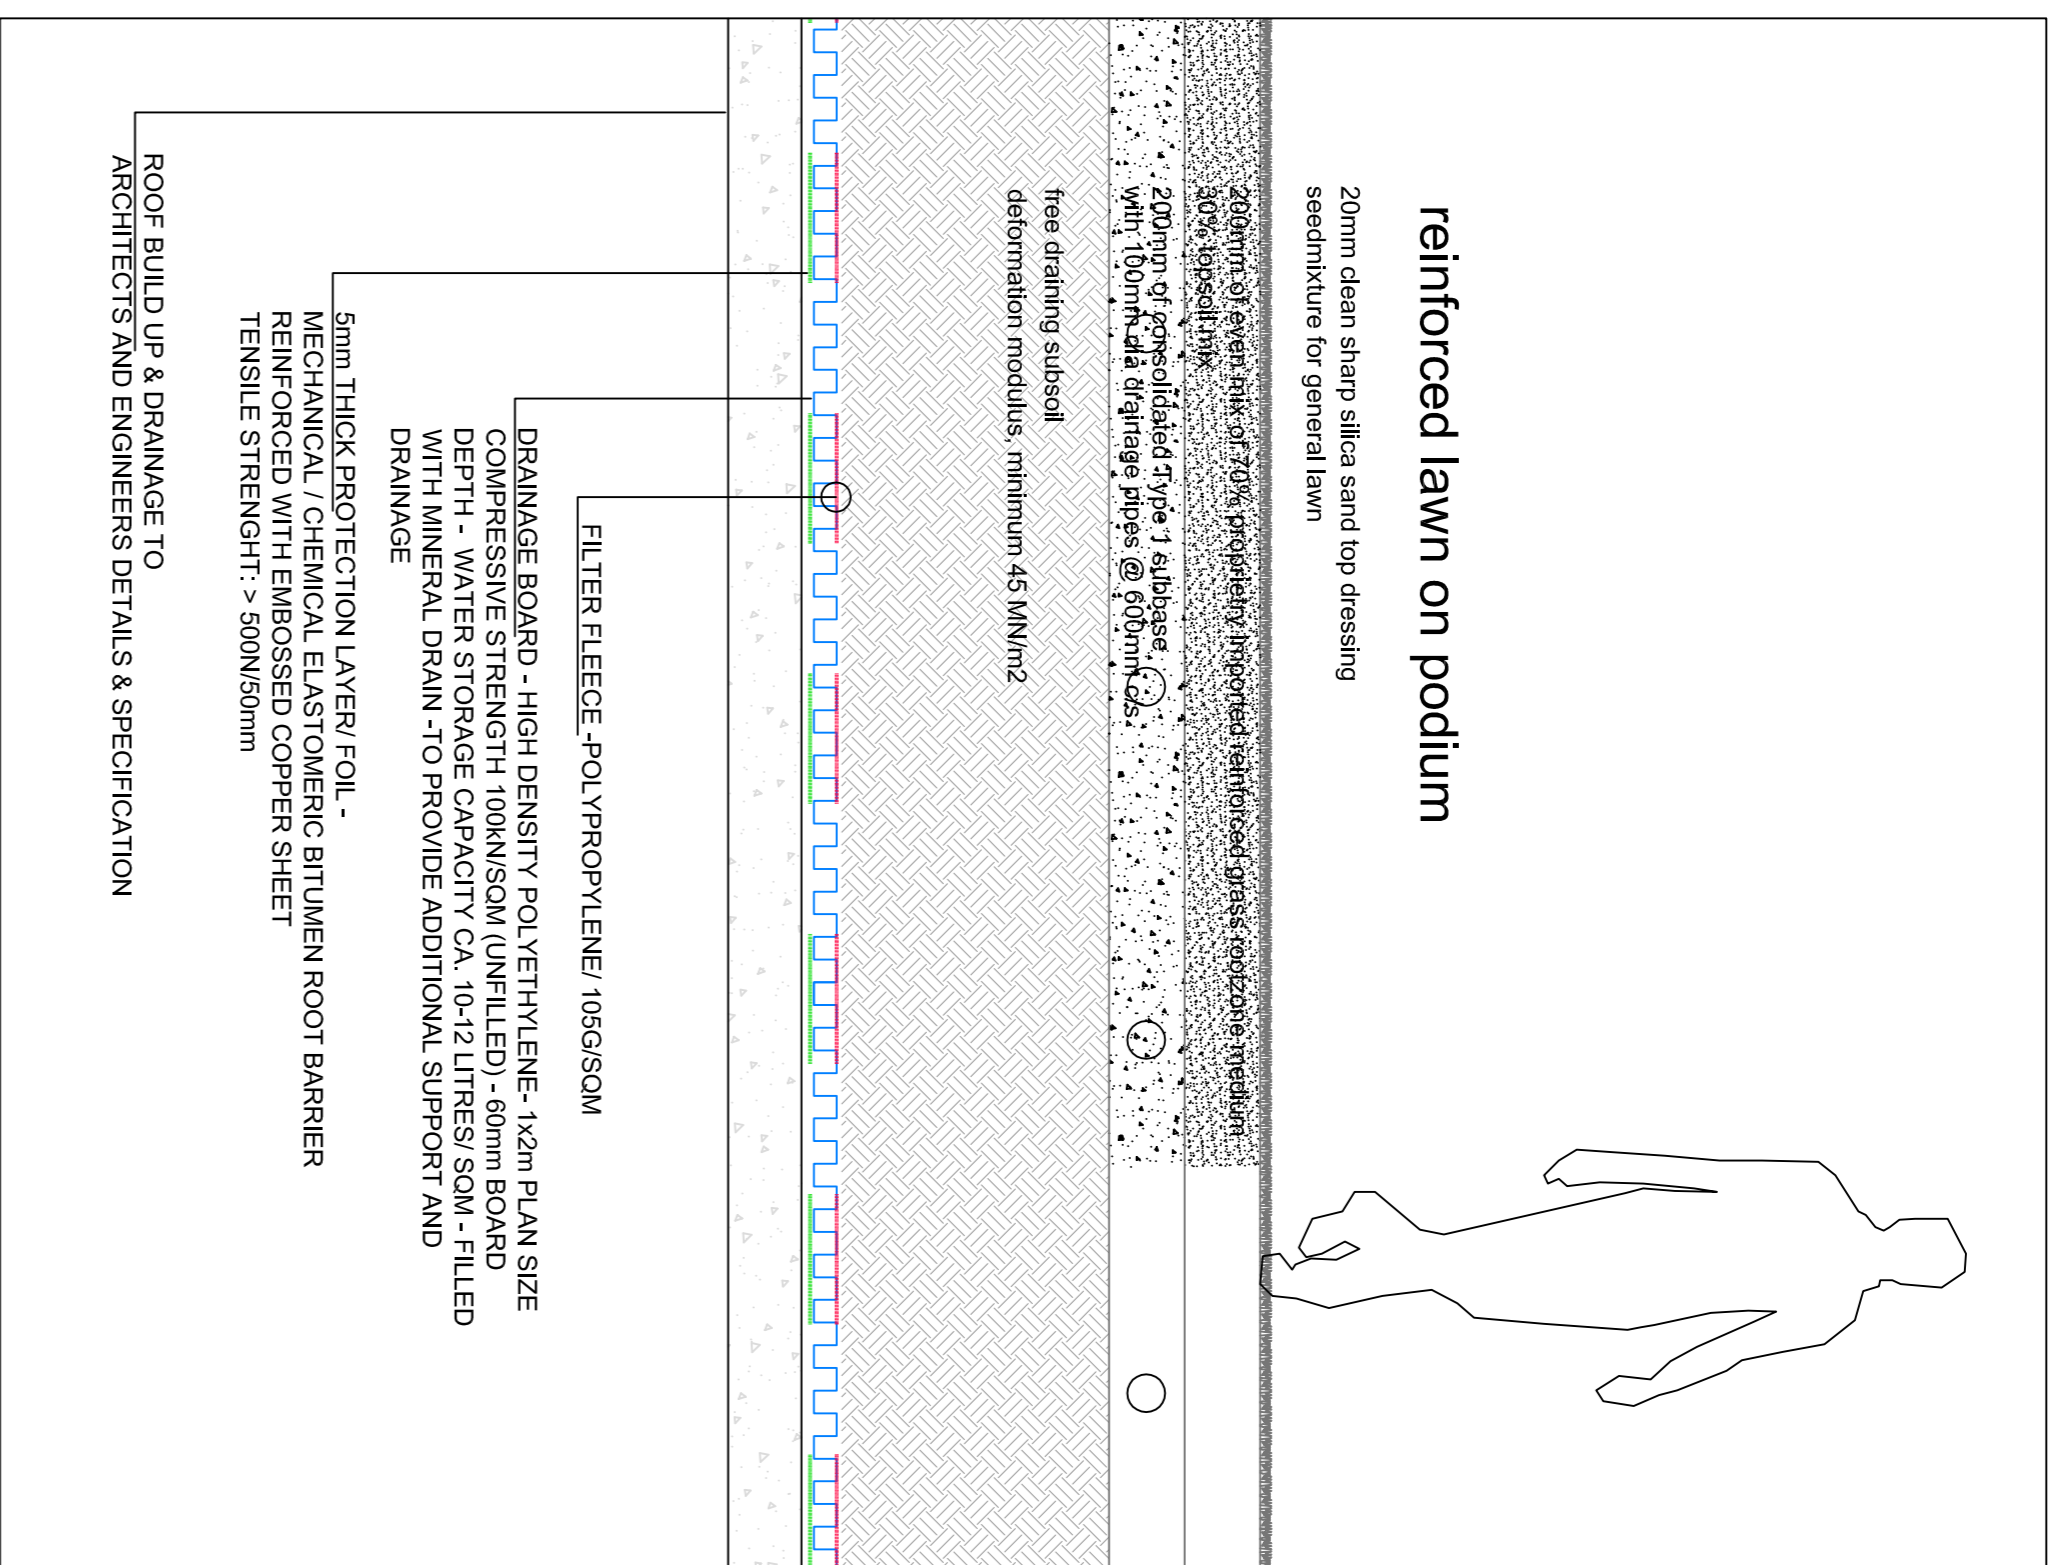 reinforced lawn on podium
20mm clean sharp silica sand top dressing
seedmixture for general lawn
200mm of even mix of 70% proprietry imported reinforced grass rootzone medium
30% topsoil mix
200mm of consolidated Type 1 subbase
with 100mm dia drainage pipes @ 600mm c/s
free draining subsoil
deformation modulus, minimum 45 MN/m2
FILTER FLEECE -POLYPROPYLENE/ 105G/SQM
DRAINAGE BOARD - HIGH DENSITY POLYETHYLENE- 1x2m PLAN SIZE
COMPRESSIVE STRENGTH 100kN/SQM (UNFILLED) - 60mm BOARD
DEPTH - WATER STORAGE CAPACITY CA. 10-12 LITRES/ SQM - FILLED
WITH MINERAL DRAIN -TO PROVIDE ADDITIONAL SUPPORT AND
DRAINAGE
5mm THICK PROTECTION LAYER/ FOIL -
MECHANICAL / CHEMICAL ELASTOMERIC BITUMEN ROOT BARRIER
REINFORCED WITH EMBOSSED COPPER SHEET
TENSILE STRENGHT: > 500N/50mm
ROOF BUILD UP & DRAINAGE TO
ARCHITECTS AND ENGINEERS DETAILS & SPECIFICATION